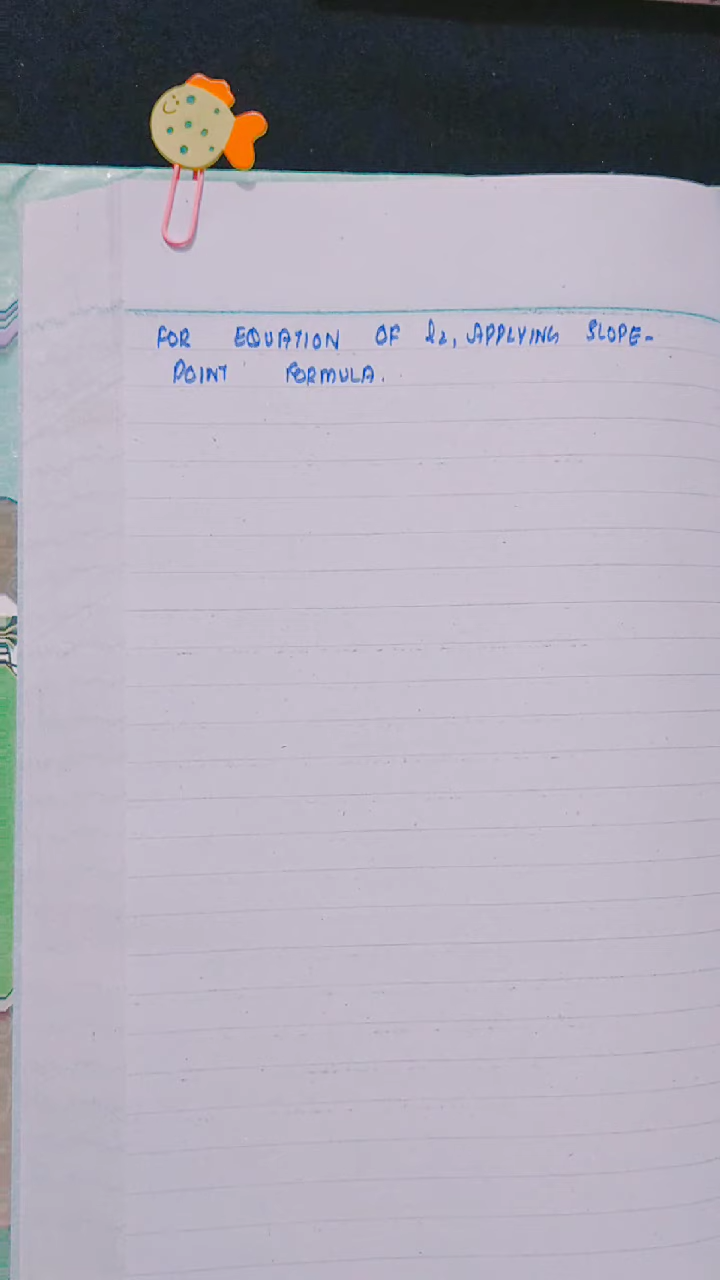 FOR EQUATION OF l₂, APPLYING SLOPE-
POINT FORMULA.